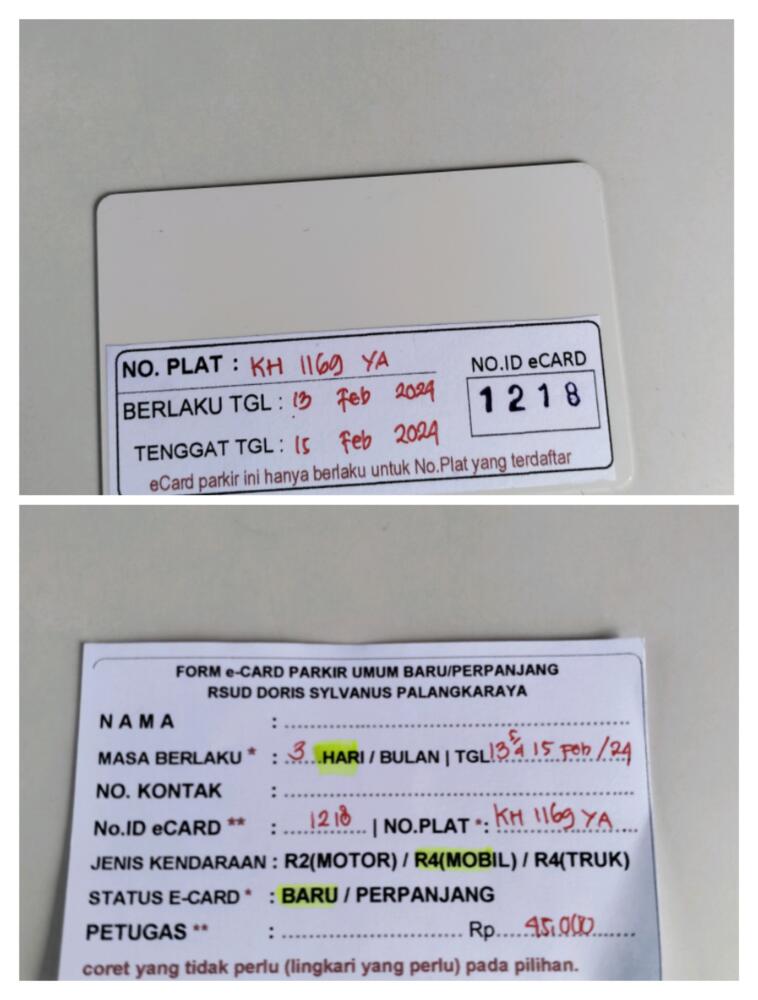 NO. PLAT : KH 1169 YA
NO.ID eCARD
BERLAKU TGL : 13 Feb 2024
1218
TENGGAT TGL : 15 Feb 2024
eCard parkir ini hanya berlaku untuk No.Plat yang terdaftar
FORM e-CARD PARKIR UMUM BARU/PERPANJANG
RSUD DORIS SYLVANUS PALANGKARAYA
NAMA : ....................
MASA BERLAKU * : 3 HARI / BULAN | TGL 13 s/d 15 Feb /24
NO. KONTAK : ....................
No.ID eCARD ** : 1218 | NO.PLAT *: KH 1169 YA
JENIS KENDARAAN : R2(MOTOR) / R4(MOBIL) / R4(TRUK)
STATUS E-CARD * : BARU / PERPANJANG
PETUGAS ** : .................... Rp. 45.000
coret yang tidak perlu (lingkari yang perlu) pada pilihan.